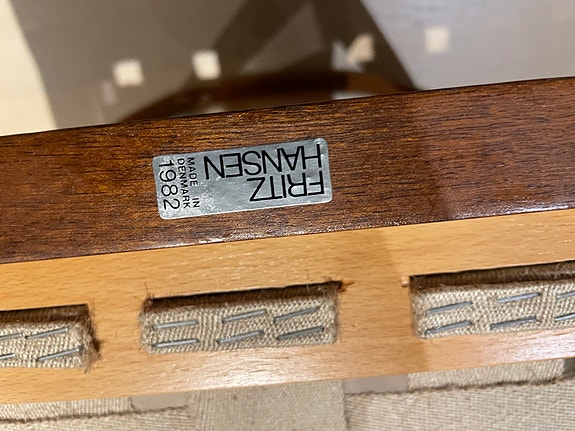 FRITZ
HANSEN
MADE IN
DENMARK
1982